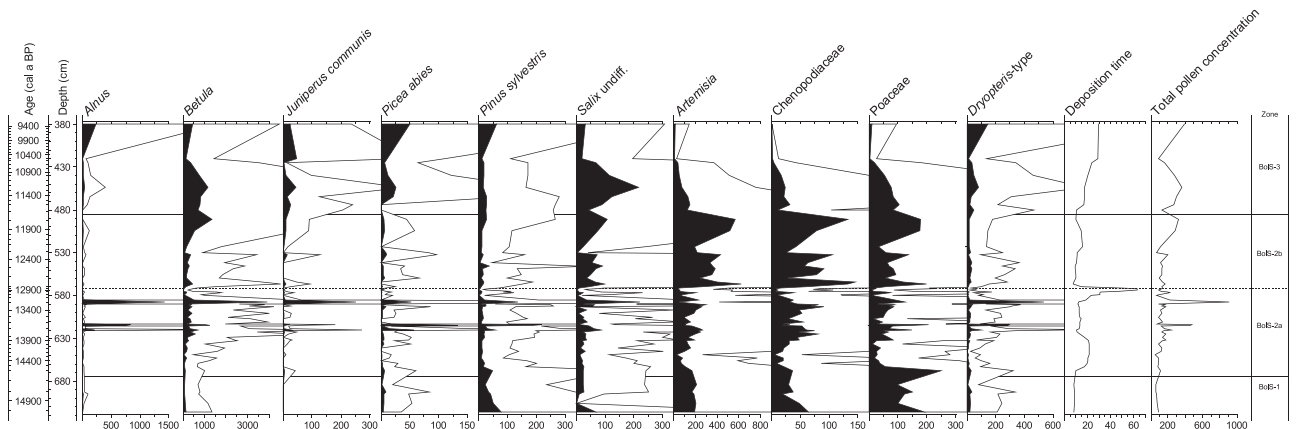 Age (cal a BP)
Depth (cm)
Alnus
Betula
Juniperus communis
Picea abies
Pinus sylvestris
Salix undiff.
Artemisia
Chenopodiaceae
Poaceae
Dryopteris-type
Deposition time
Total pollen concentration
Zone
9400
9900
10400
10900
11400
11900
12400
12900
13400
13900
14400
14900
380
430
480
530
580
630
680
BolS-3
BolS-2b
BolS-2a
BolS-1
500 1000 1500
1000 3000
100 200 300
50 100 150
100 200 300
100 200 300
200 400 600 800
50 100 150
100 200 300
200 400 600
20 40 60
200 600 1000